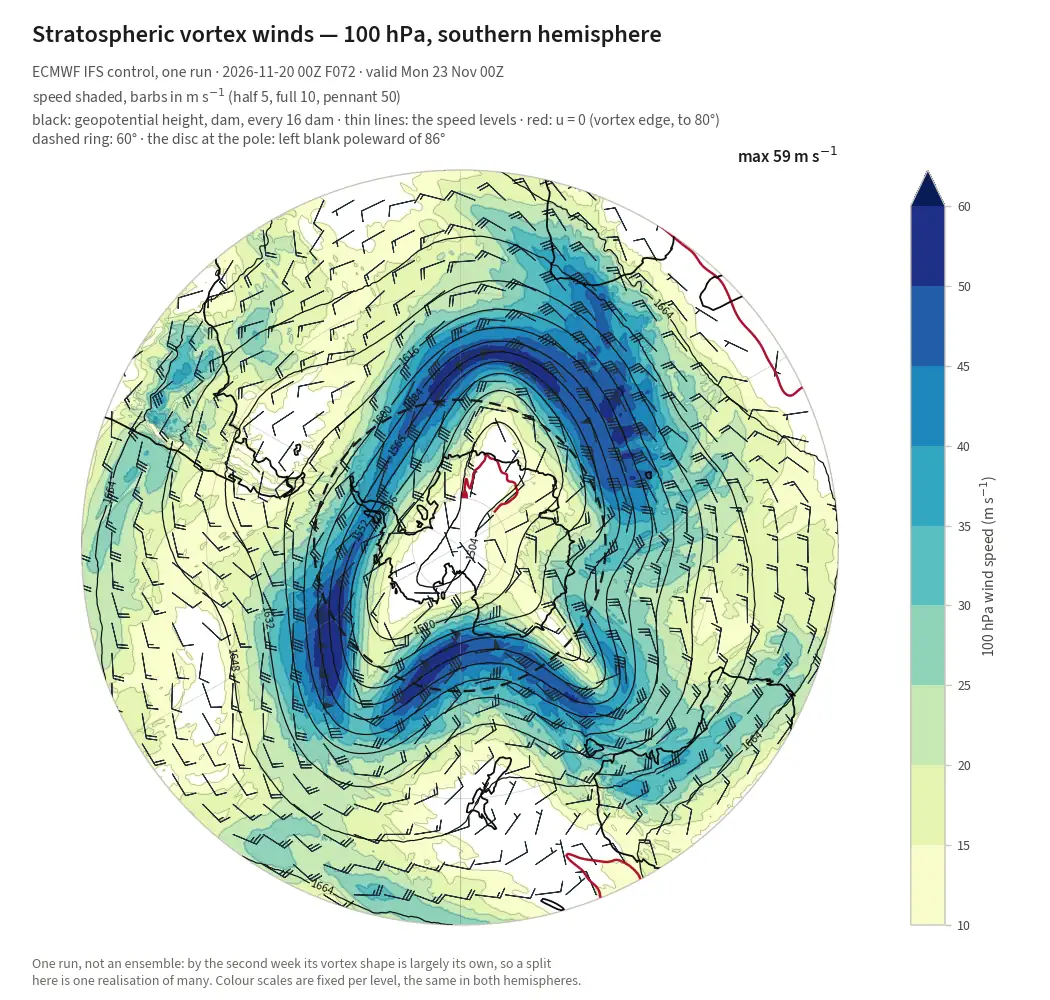 Stratospheric vortex winds — 100 hPa, southern hemisphere
ECMWF IFS control, one run · 2026-11-20 00Z F072 · valid Mon 23 Nov 00Z
speed shaded, barbs in m s⁻¹ (half 5, full 10, pennant 50)
black: geopotential height, dam, every 16 dam · thin lines: the speed levels · red: u = 0 (vortex edge, to 80°)
dashed ring: 60° · the disc at the pole: left blank poleward of 86°
max 59 m s⁻¹
60
50
45
40
35
30
25
20
15
10
100 hPa wind speed (m s⁻¹)
1664
1616
1504
1520
1632
1648
1664
1664
One run, not an ensemble: by the second week its vortex shape is largely its own, so a split
here is one realisation of many. Colour scales are fixed per level, the same in both hemispheres.